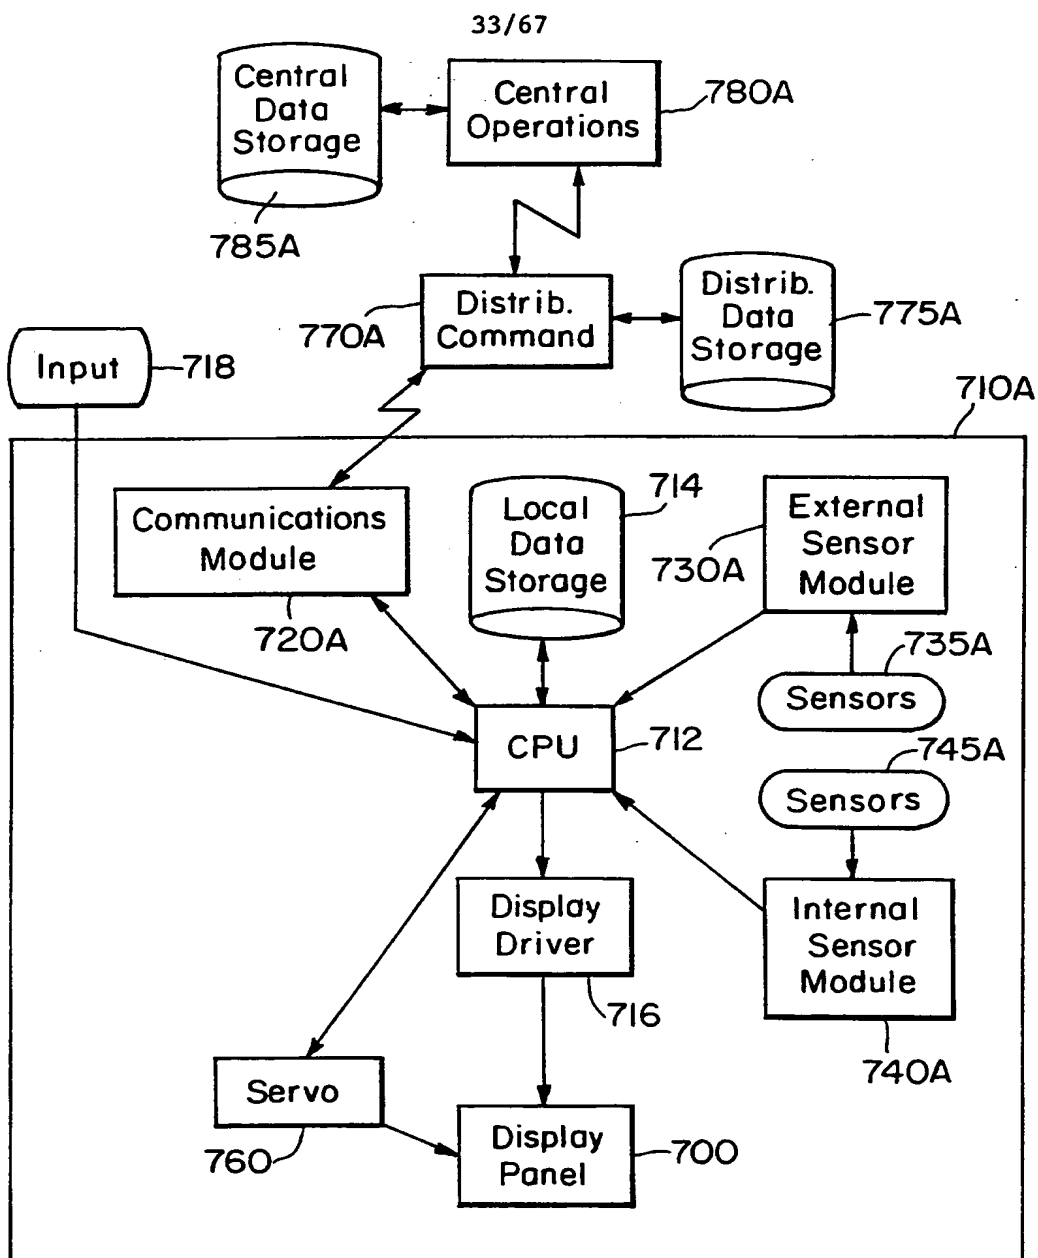 33/67
Central
Data
Storage
785A
Central
Operations
780A
Distrib.
Command
770A
Distrib.
Data
Storage
775A
Input
718
710A
Communications
Module
720A
Local
Data
Storage
714
External
Sensor
Module
730A
Sensors
735A
CPU
712
Sensors
745A
Display
Driver
716
Internal
Sensor
Module
740A
Servo
760
Display
Panel
700